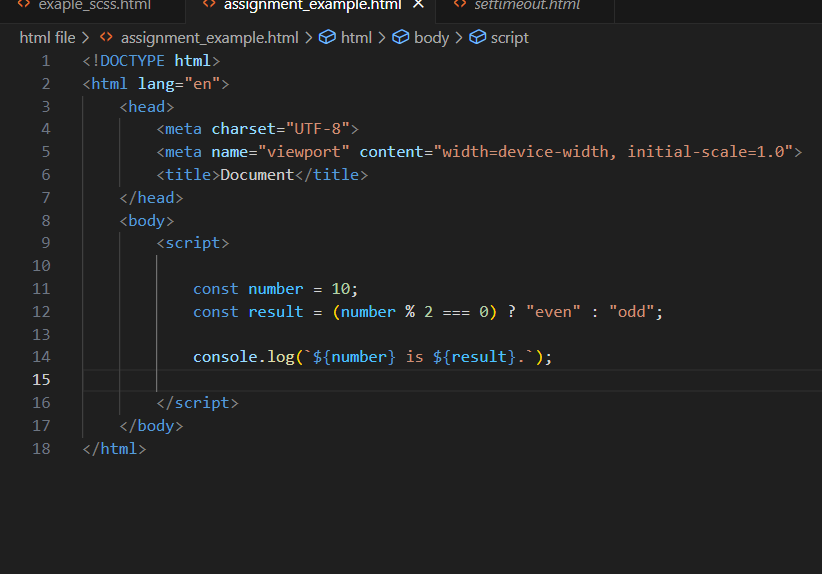 exaple_scss.html assignment_example.html settimeout.html
html file > assignment_example.html > html > body > script
1 <!DOCTYPE html>
2 <html lang="en">
3 <head>
4 <meta charset="UTF-8">
5 <meta name="viewport" content="width=device-width, initial-scale=1.0">
6 <title>Document</title>
7 </head>
8 <body>
9 <script>
10
11 const number = 10;
12 const result = (number % 2 === 0) ? "even" : "odd";
13
14 console.log(`${number} is ${result}.`);
15
16 </script>
17 </body>
18 </html>